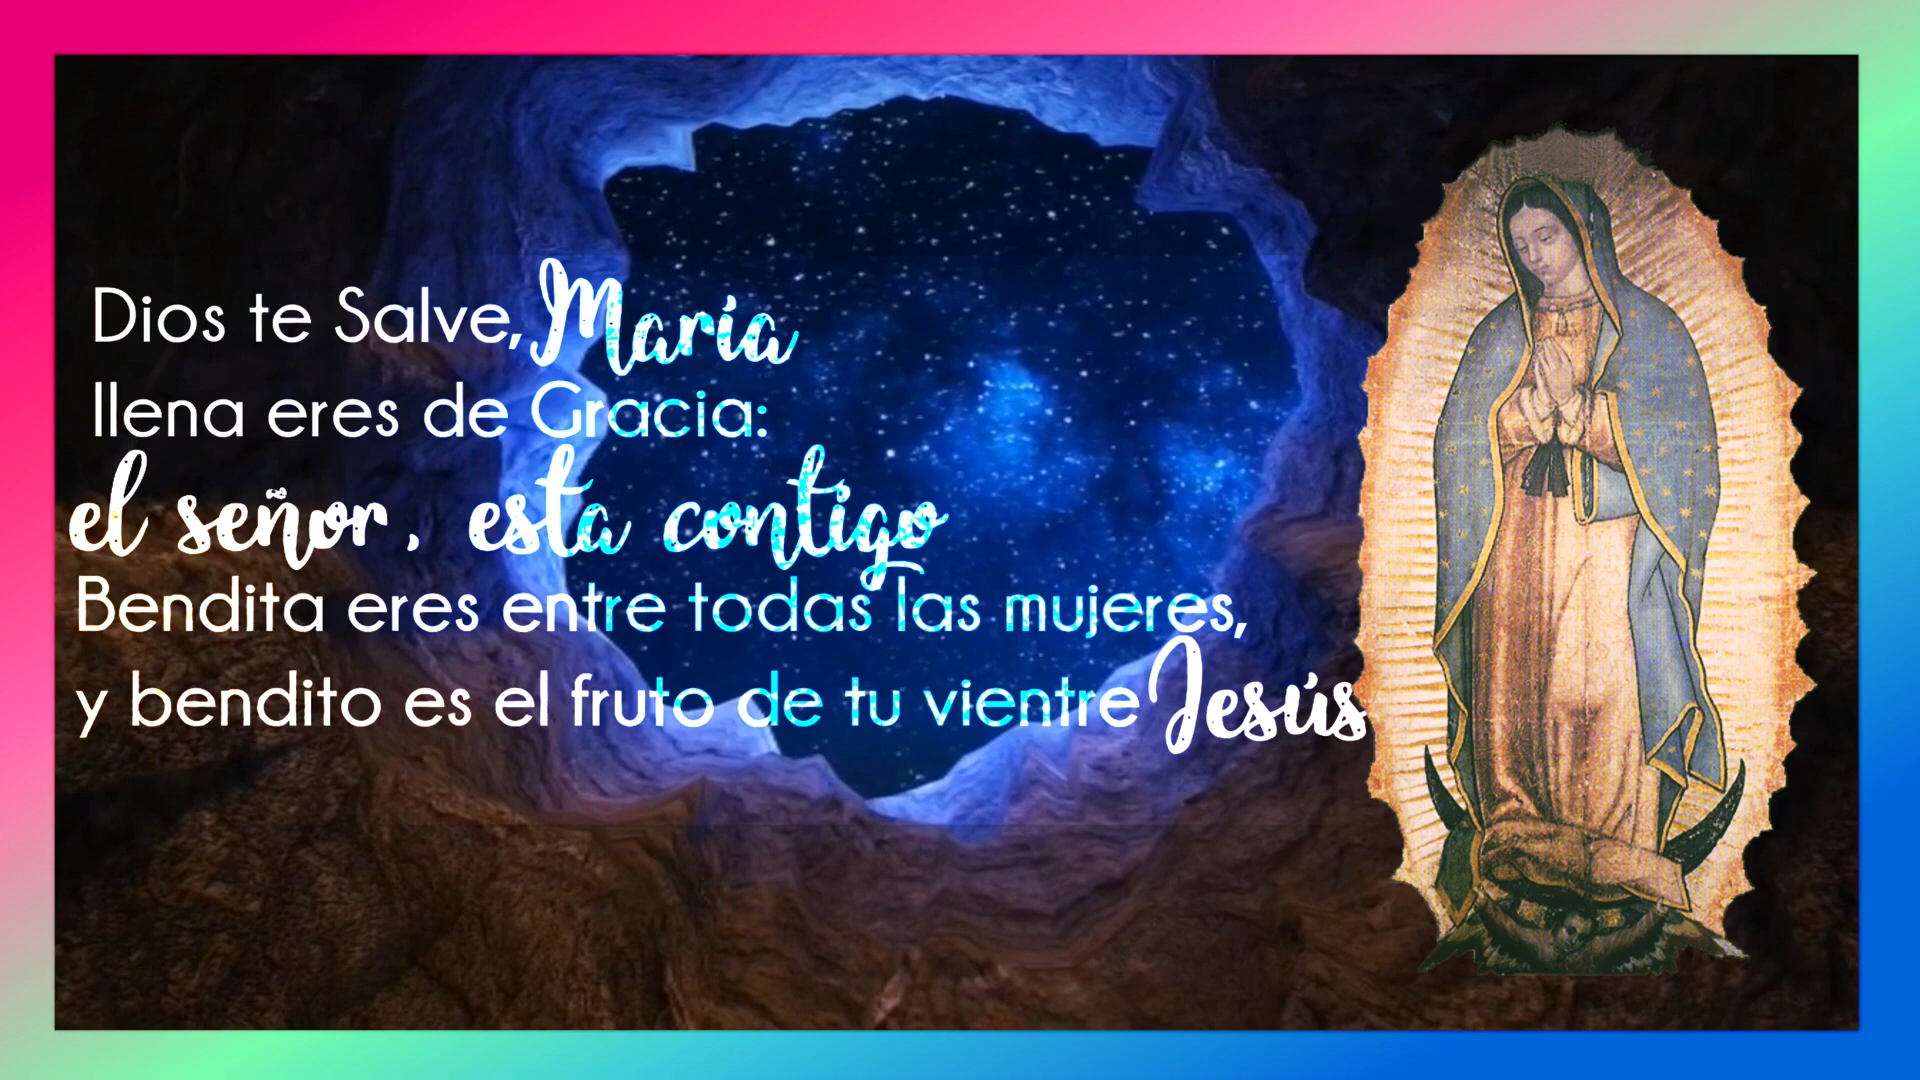 Dios te Salve, María
llena eres de Gracia:
el señor, esta contigo
Bendita eres entre todas las mujeres,
y bendito es el fruto de tu vientre Jesús